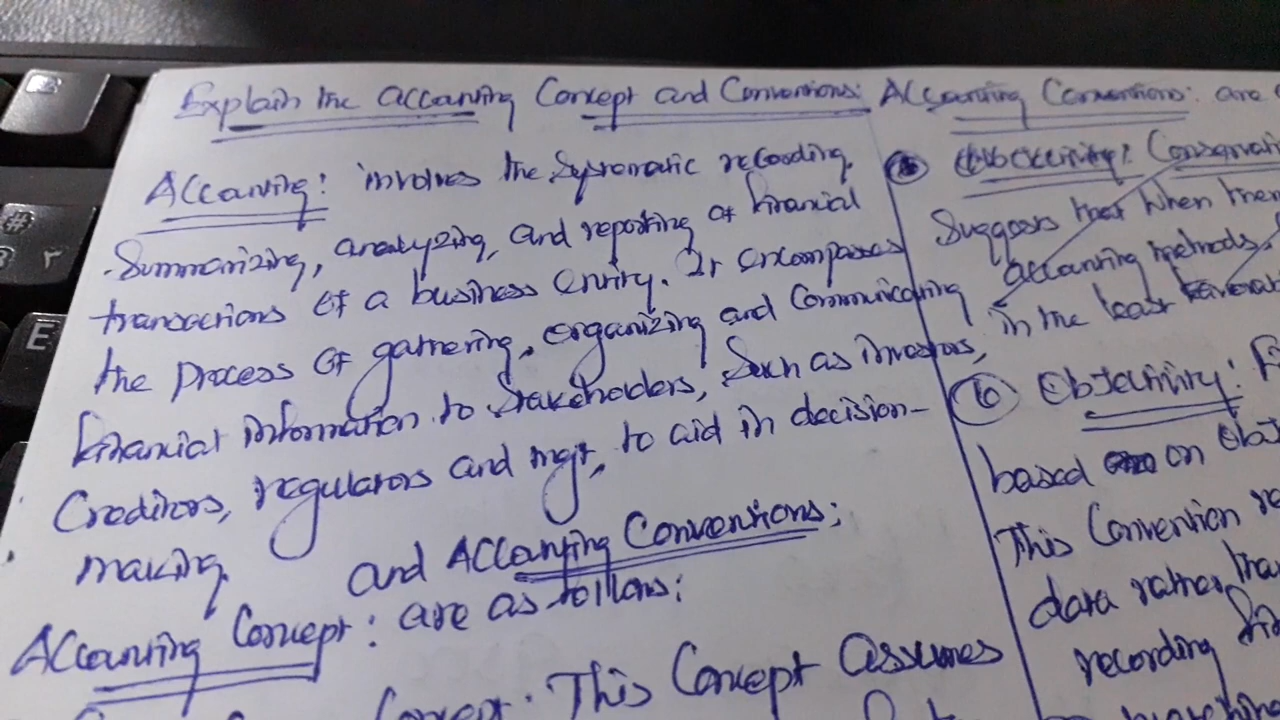 Explain the Accounting Concept and Conventions:
Accounting: involves the Systematic recording,
Summarizing, analyzing, and reporting of financial
transactions of a business entity. It encompasses
the process of gathering, organizing and Communicating
financial information to Stakeholders, Such as investors,
Creditors, regulators and mgt, to aid in decision-
making.
and Accounting Conventions:
Accounting Concept: are as follows:
This Concept assumes
Accounting Conventions: are
Objectivity:
Suggests that when
accounting methods.
in the least
b Objectivity:
based on
This Convention
data rather
recording
E
#